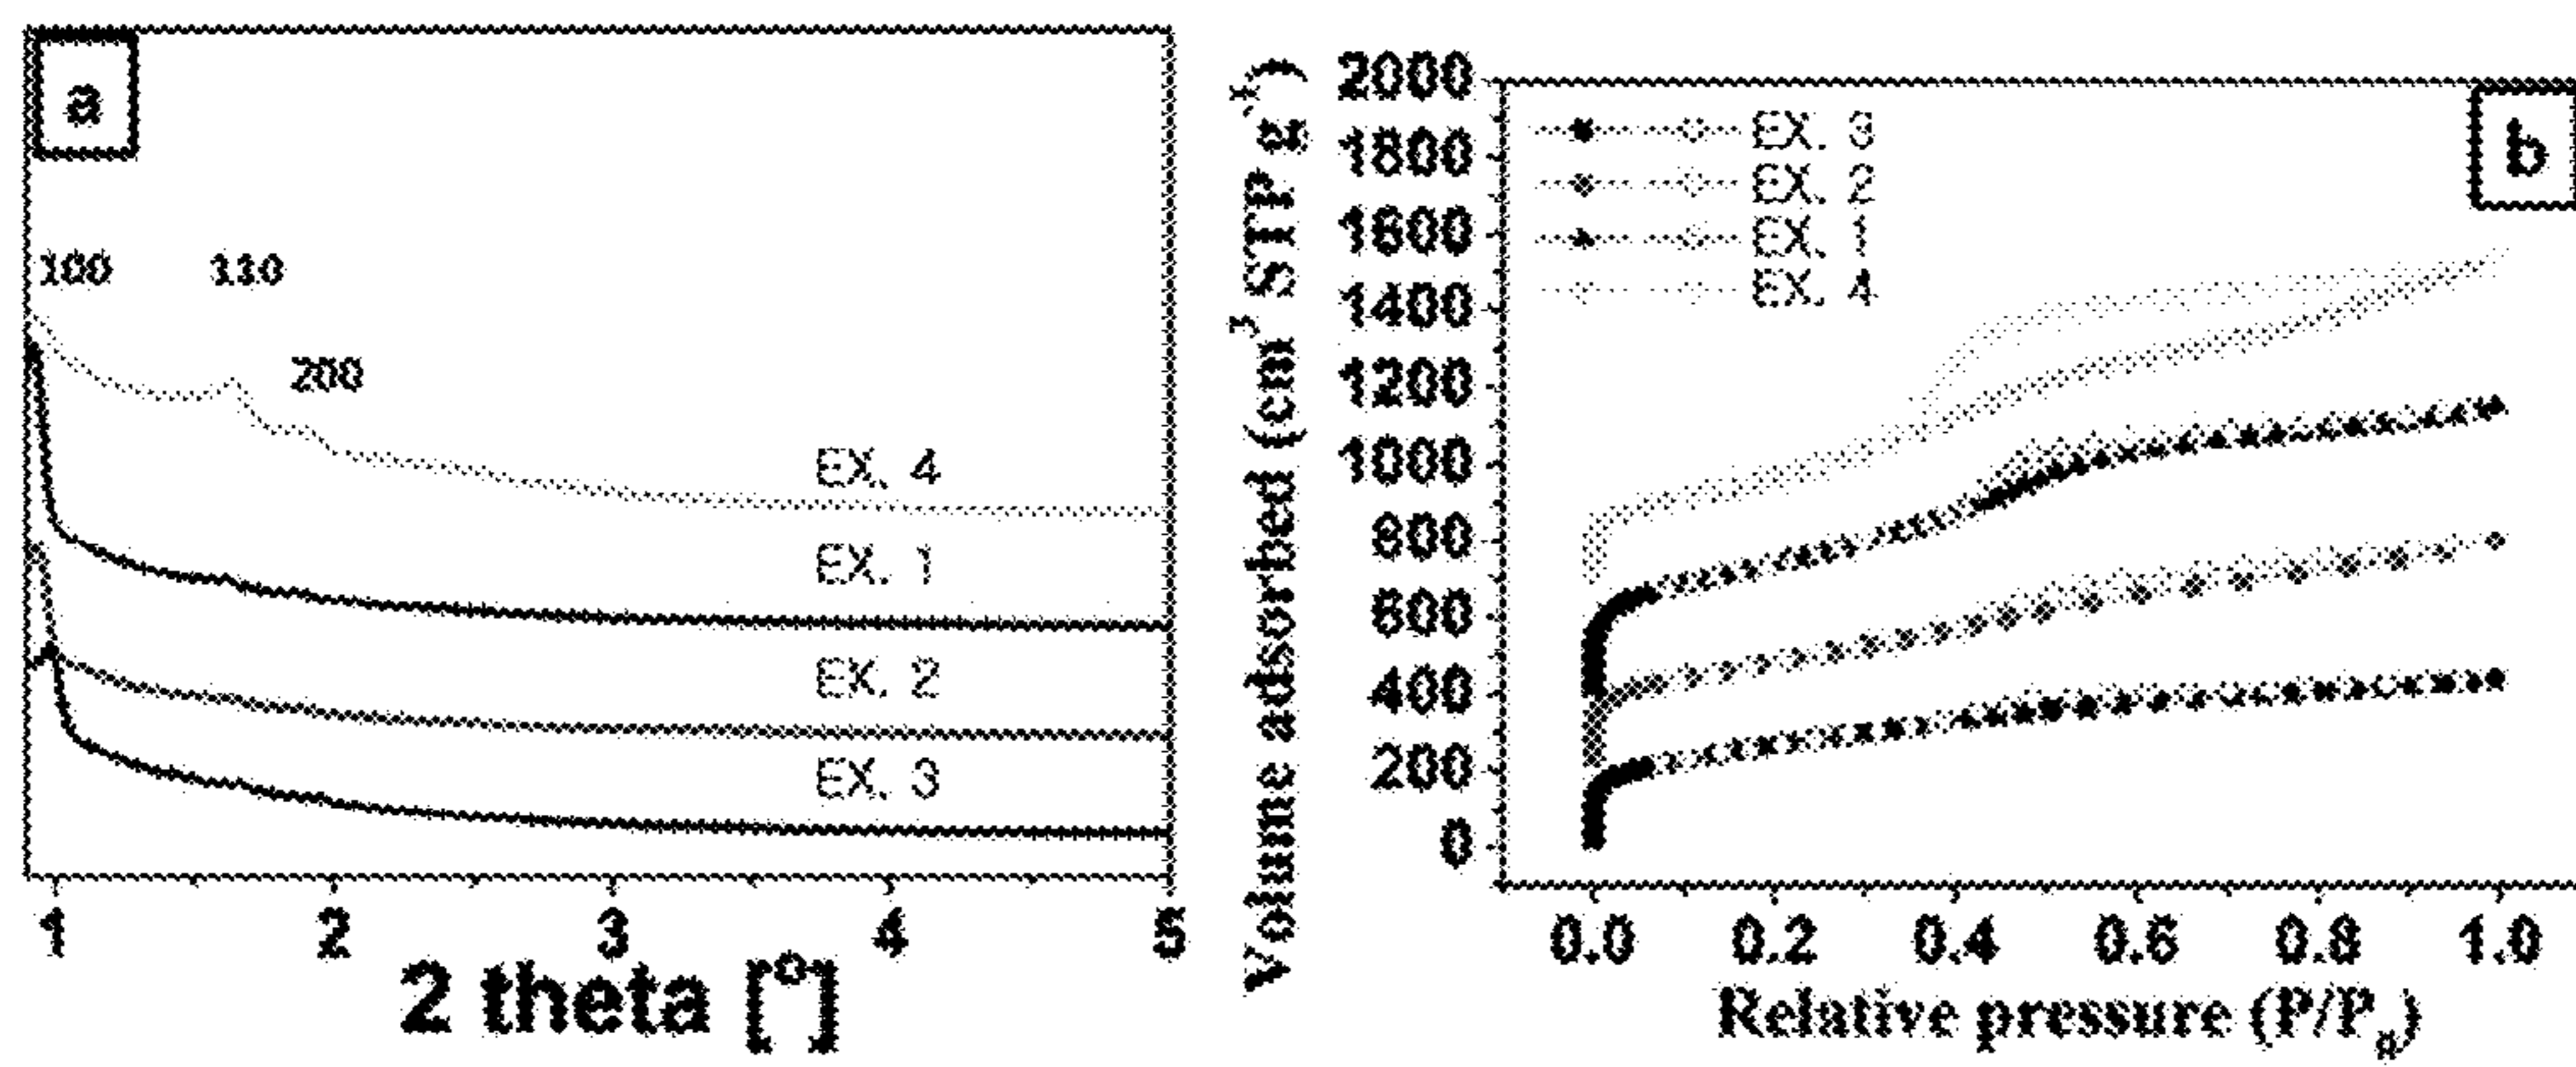 a
100
110
200
EX. 4
EX. 1
EX. 2
EX. 3
1 2 3 4 5
2 theta [°]
b
EX. 3
EX. 2
EX. 1
EX. 4
2000
1800
1600
1400
1200
1000
800
600
400
200
0
Volume adsorbed (cm³ STP g⁻¹)
0.0 0.2 0.4 0.6 0.8 1.0
Relative pressure (P/P₀)